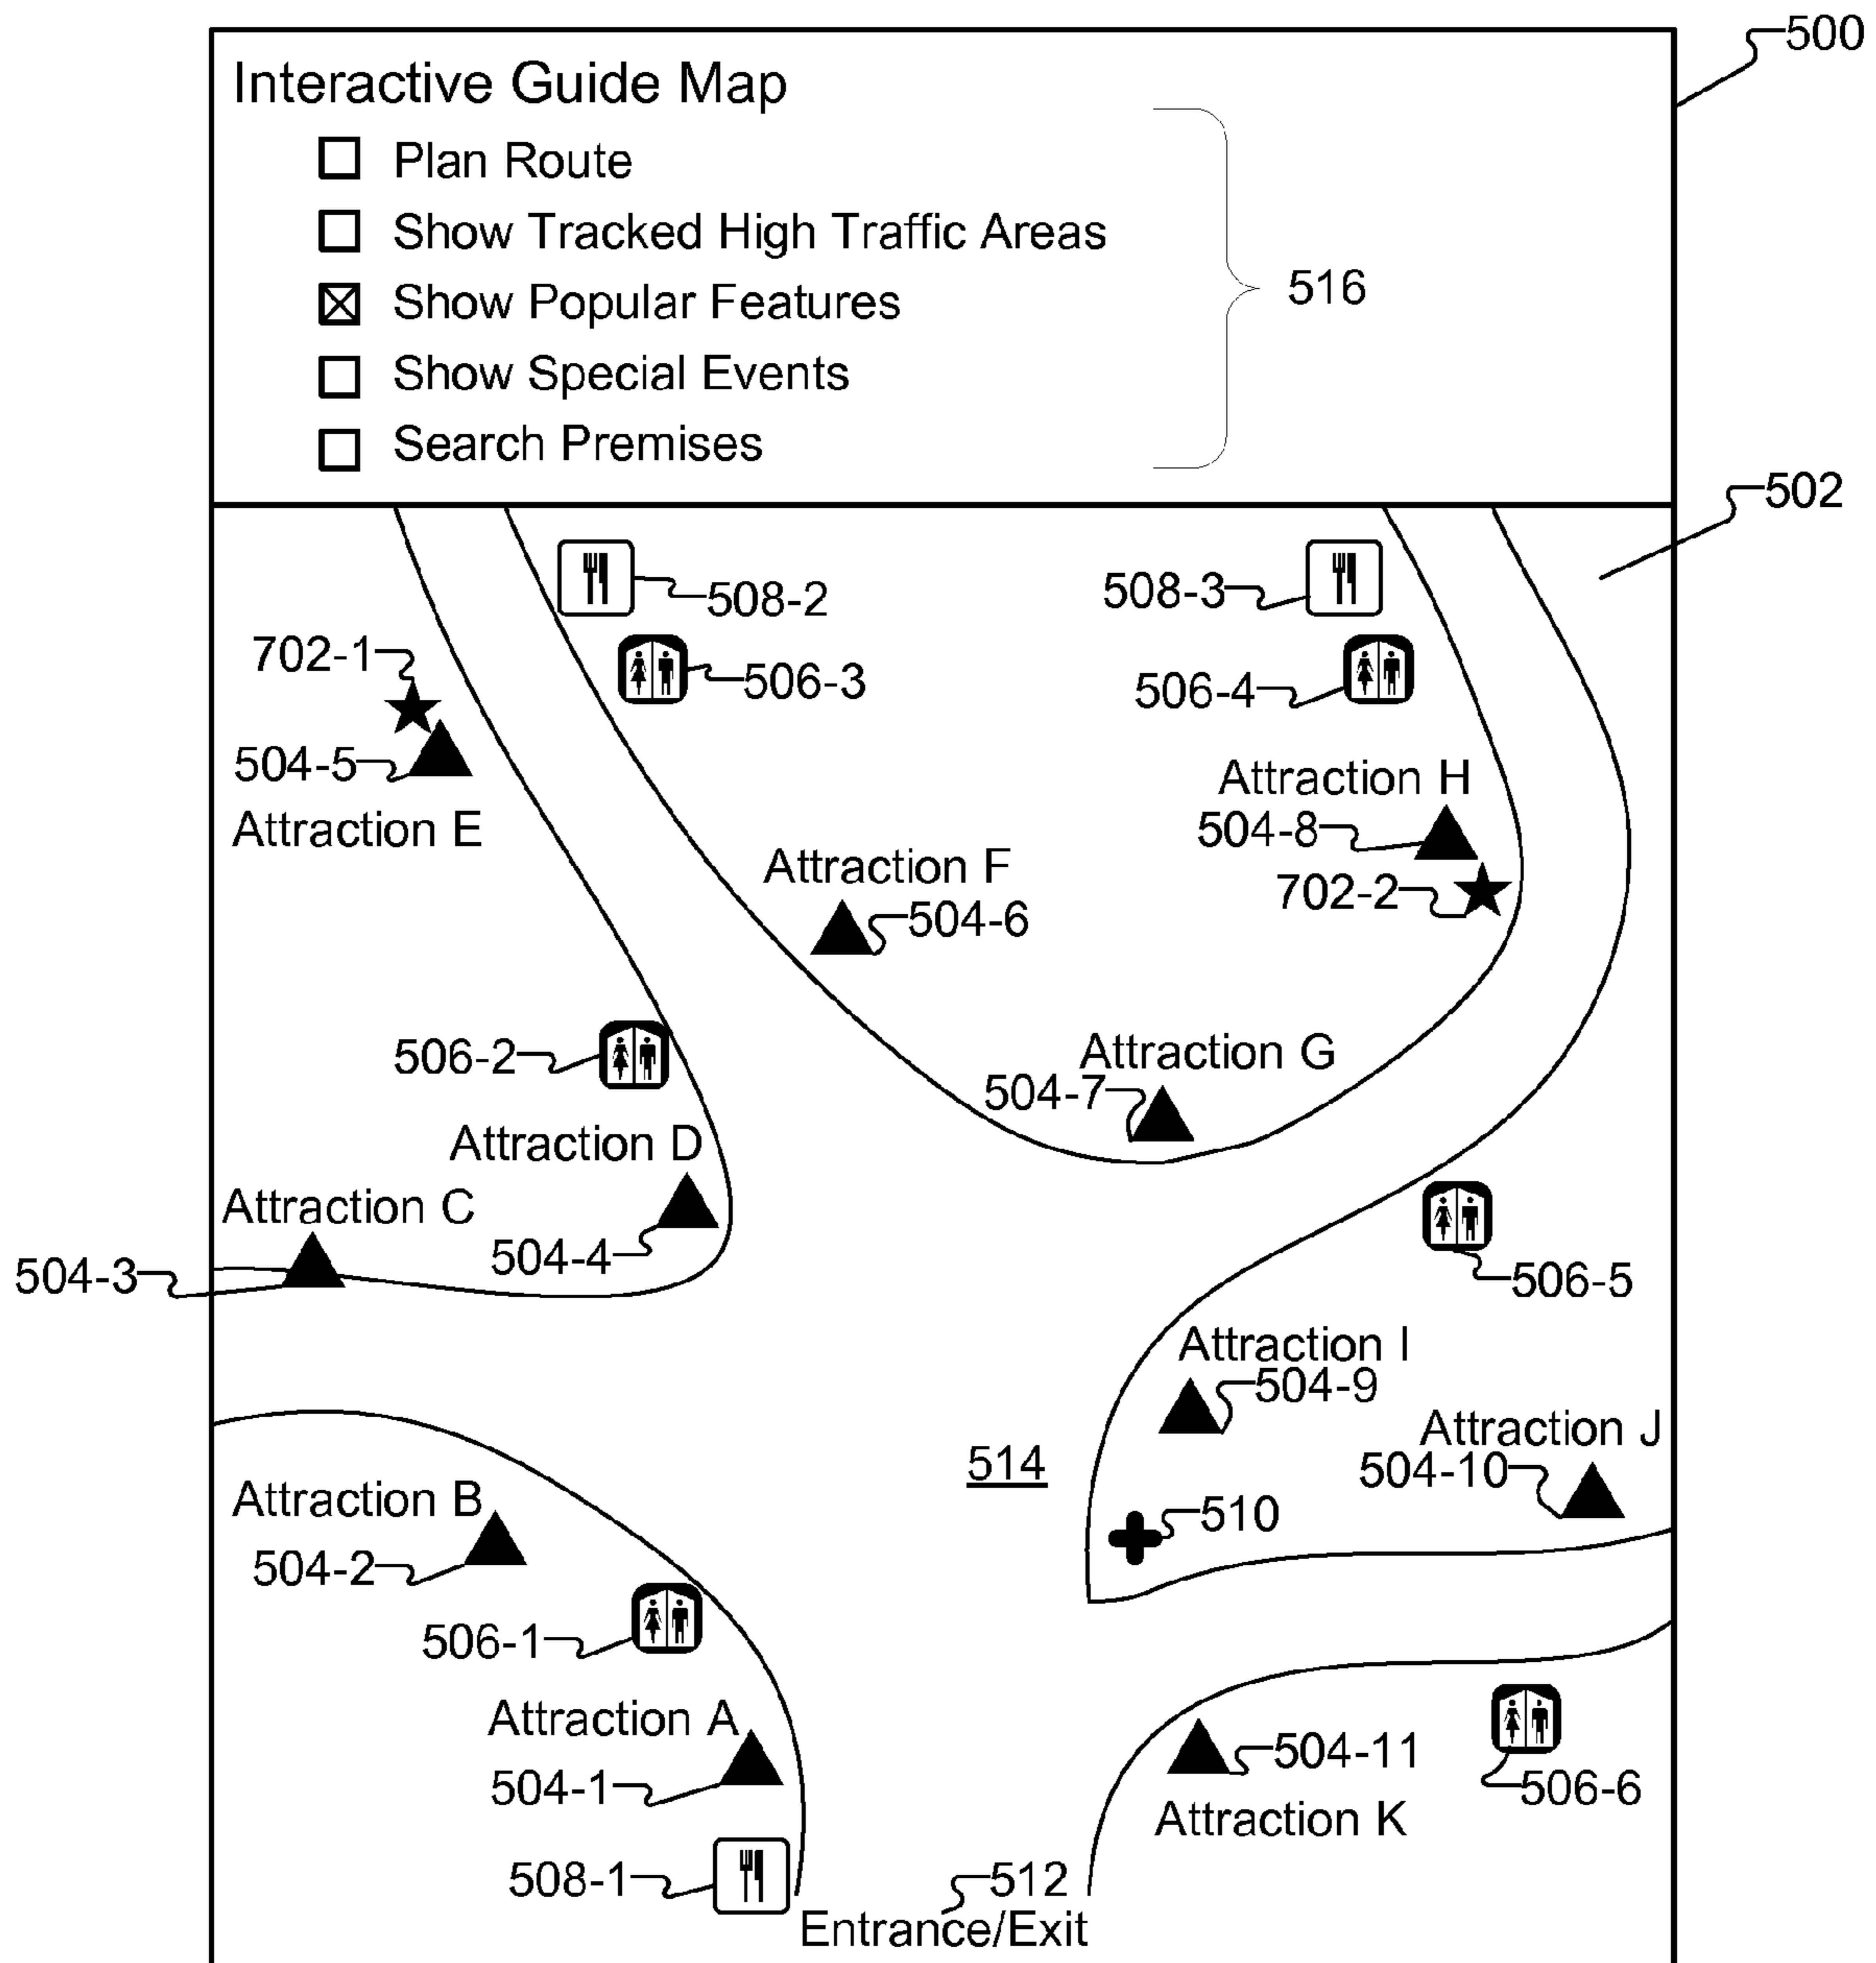 500
Interactive Guide Map
Plan Route
Show Tracked High Traffic Areas
Show Popular Features
Show Special Events
Search Premises
516
502
508-2
508-3
702-1
506-3
506-4
504-5
Attraction E
Attraction H
504-8
702-2
Attraction F
504-6
506-2
Attraction G
504-7
Attraction D
Attraction C
504-4
504-3
506-5
Attraction I
504-9
Attraction J
504-10
514
510
Attraction B
504-2
506-1
Attraction A
504-1
504-11
506-6
Attraction K
508-1
512
Entrance/Exit